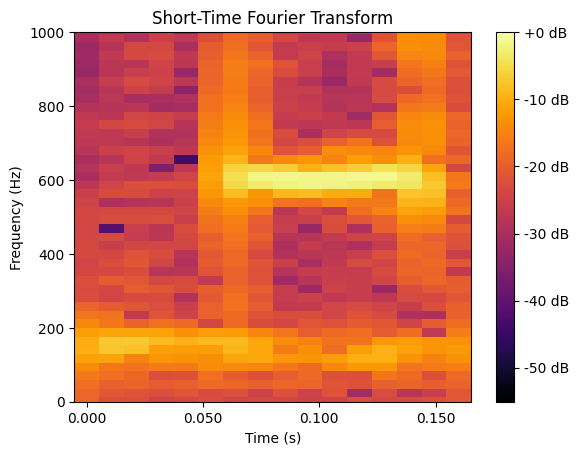 Short-Time Fourier Transform
Frequency (Hz)
1000
800
600
400
200
0
0.000
0.050
0.100
0.150
Time (s)
+0 dB
-10 dB
-20 dB
-30 dB
-40 dB
-50 dB